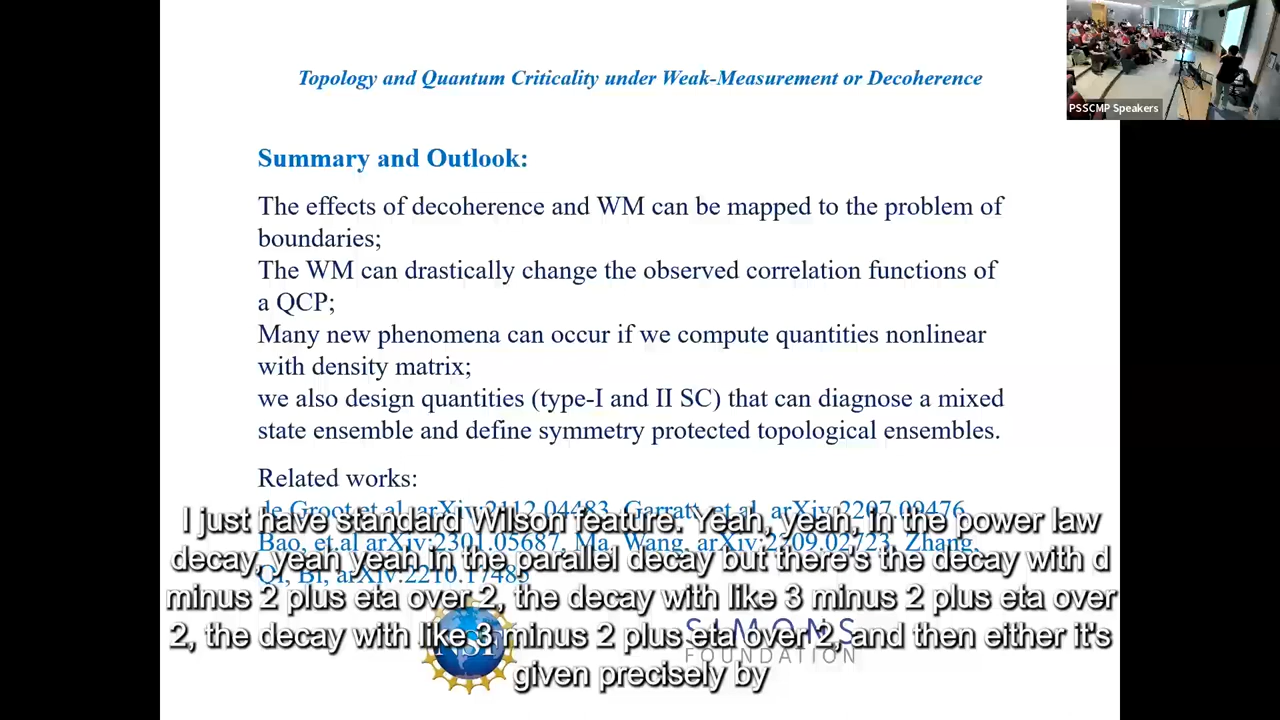 Topology and Quantum Criticality under Weak-Measurement or Decoherence
PSSCMP Speakers
Summary and Outlook:
The effects of decoherence and WM can be mapped to the problem of
boundaries;
The WM can drastically change the observed correlation functions of
a QCP;
Many new phenomena can occur if we compute quantities nonlinear
with density matrix;
we also design quantities (type-I and II SC) that can diagnose a mixed
state ensemble and define symmetry protected topological ensembles.
Related works:
de Groot et.al. arXiv:2112.04483, Garratt, et.al. arXiv:2207.09476,
Bao, et.al arXiv:2301.05687, Ma, Wang, arXiv:2209.02723, Zhang,
Qi, Bi, arXiv:2210.17485
I just have standard Wilson feature. Yeah, yeah, in the power law
decay, yeah yeah in the parallel decay but there's the decay with d
minus 2 plus eta over 2, the decay with like 3 minus 2 plus eta over
2, the decay with like 3 minus 2 plus eta over 2, and then either it's
given precisely by
NSF
SIMONS
FOUNDATION